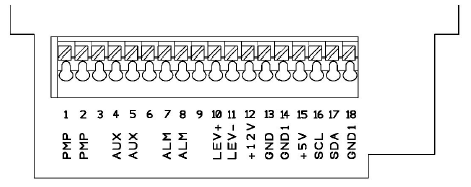 1 2 3 4 5 6 7 8 9 10 11 12 13 14 15 16 17 18
PMP PMP AUX AUX ALM ALM LEV+ LEV- +12V GND GND1 +5V SCL SDA GND1